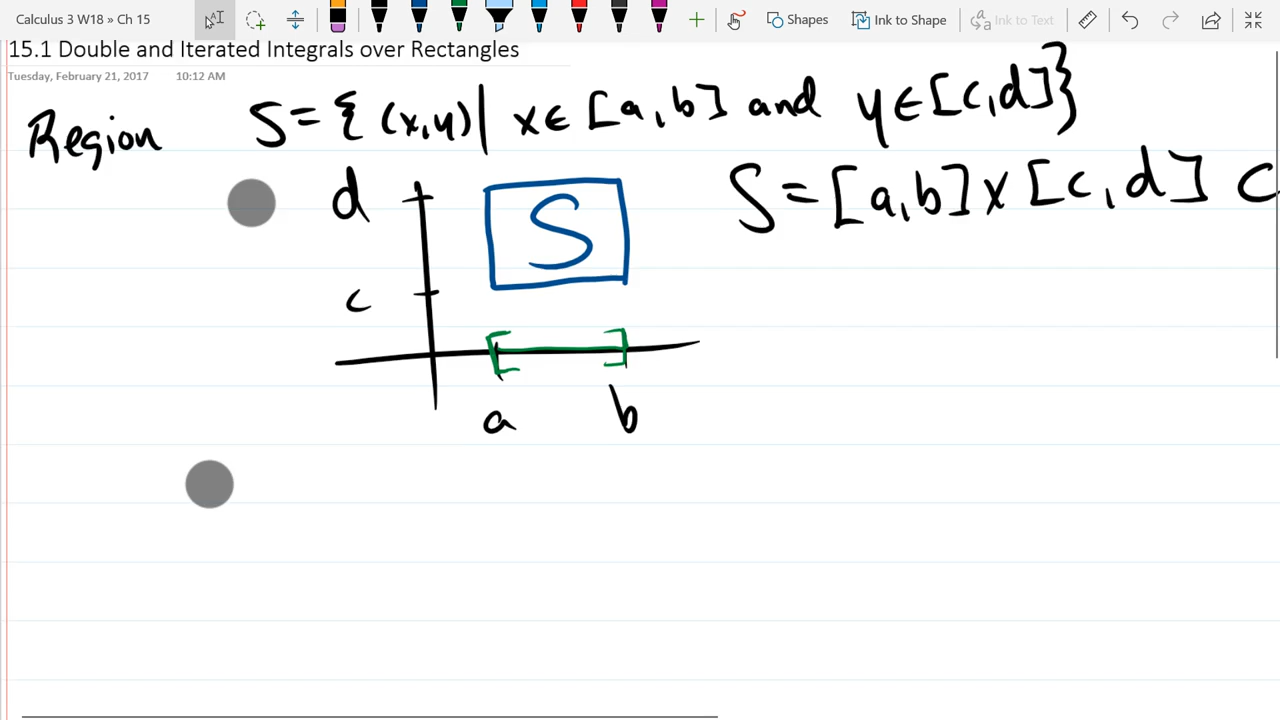 Calculus 3 W18 » Ch 15
Shapes
Ink to Shape
Ink to Text
15.1 Double and Iterated Integrals over Rectangles
Tuesday, February 21, 2017 10:12 AM
Region S = { (x,y) | x ∈ [a,b] and y ∈ [c,d] }
S = [a,b] x [c,d] C
d
S
c
a b